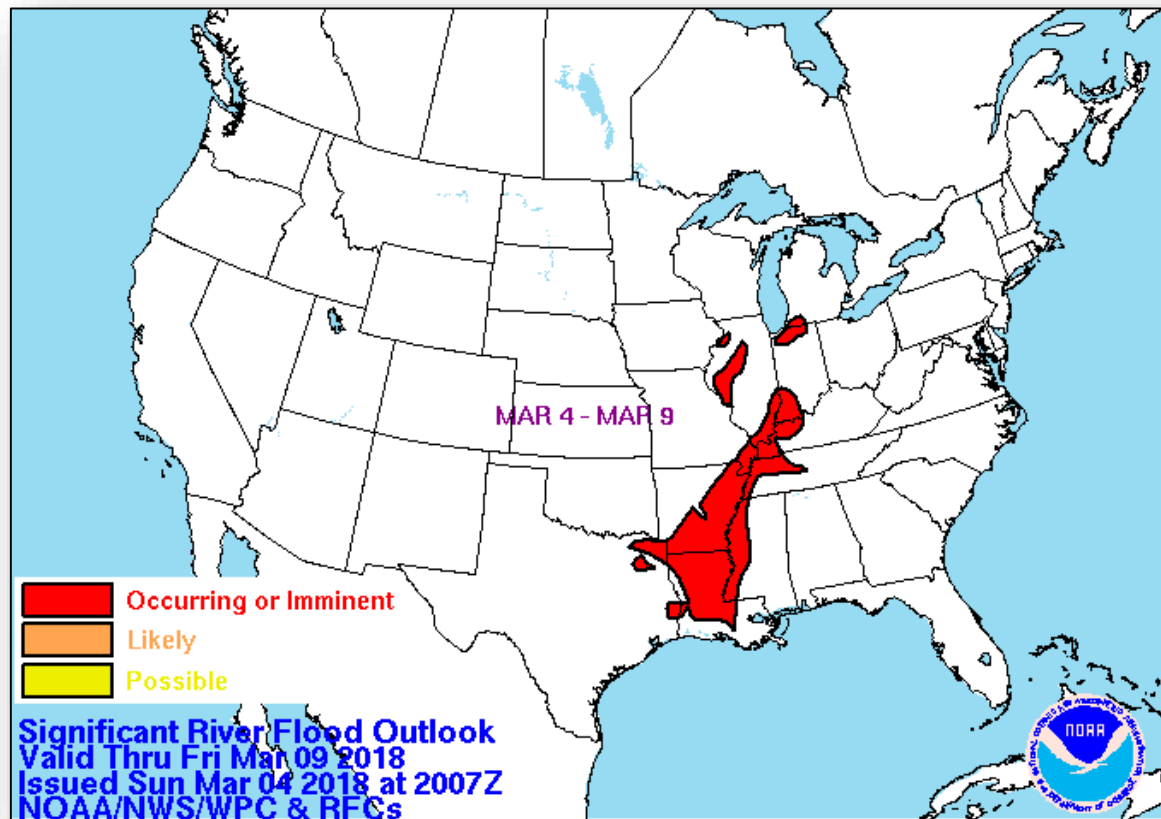 MAR 4 - MAR 9
Occurring or Imminent
Likely
Possible
Significant River Flood Outlook
Valid Thru Fri Mar 09 2018
Issued Sun Mar 04 2018 at 2007Z
NOAA/NWS/WPC & RFCs
NOAA